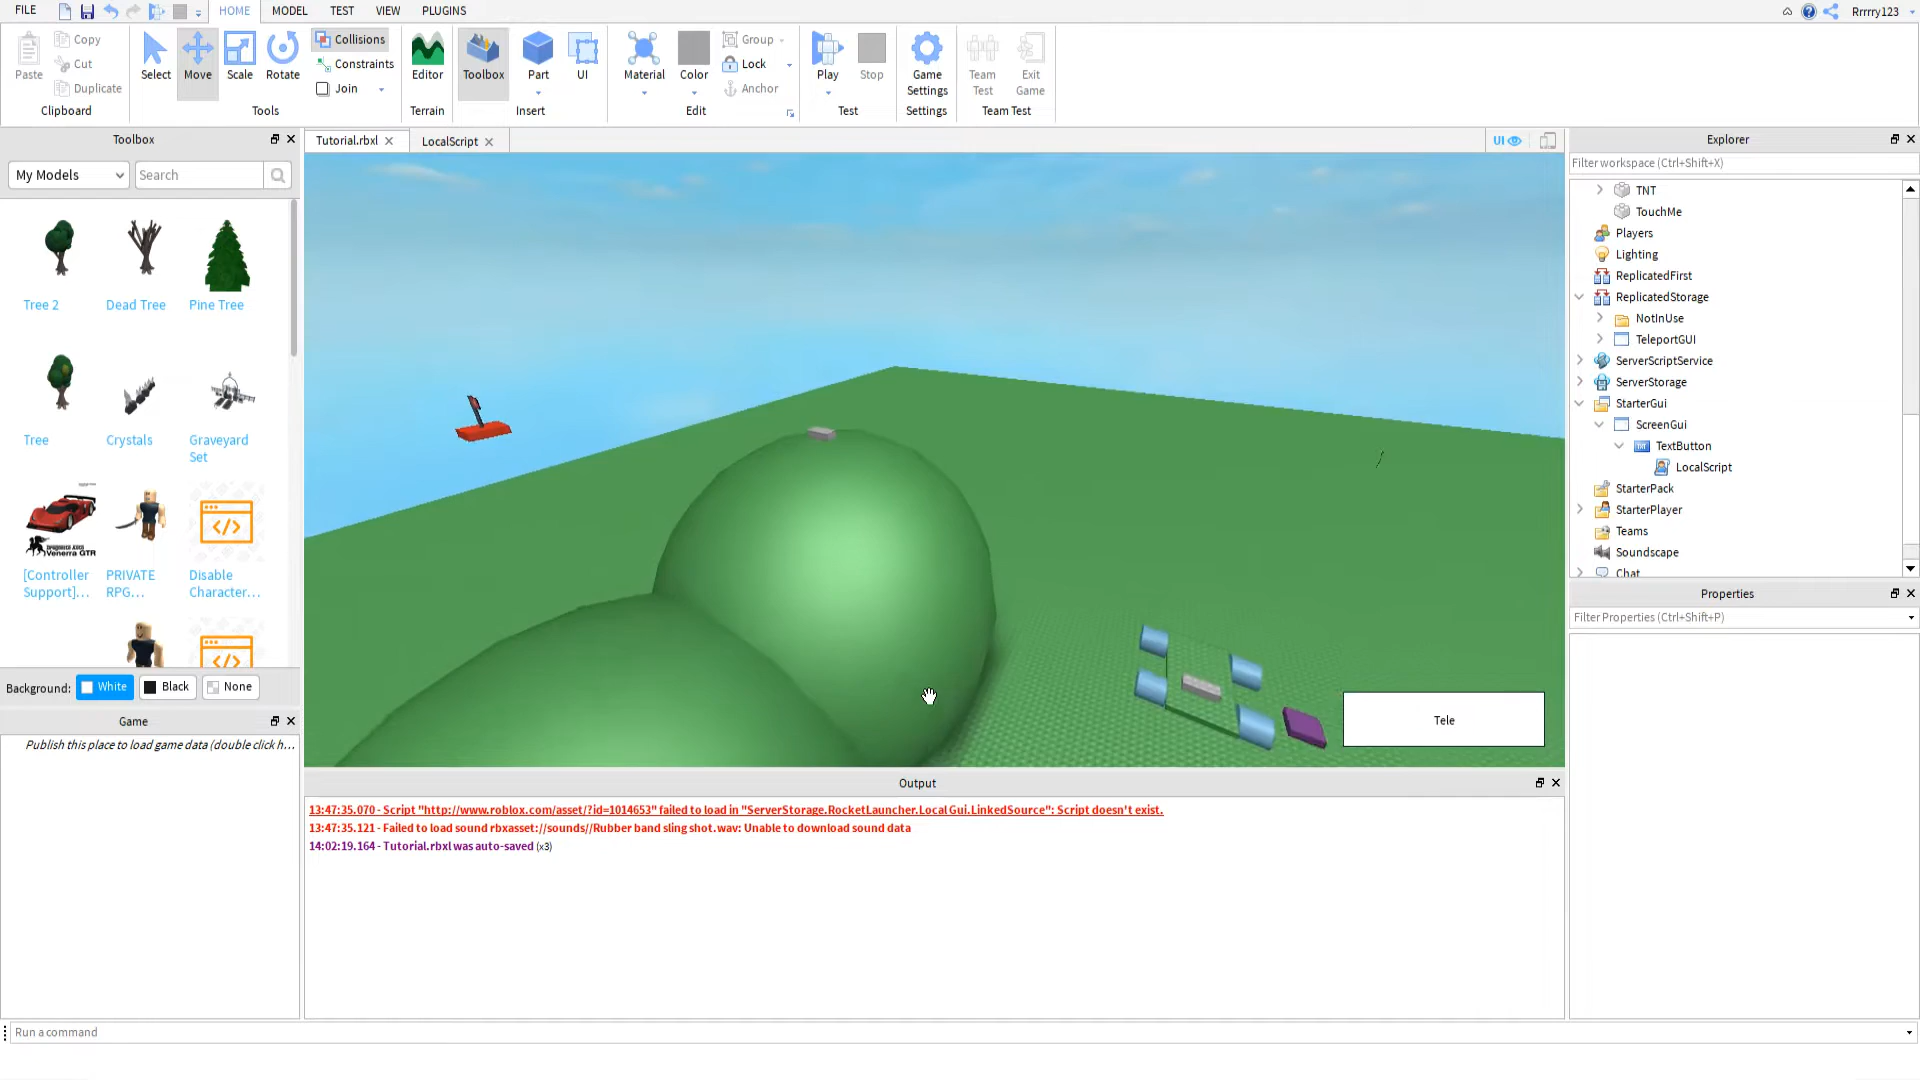 FILE
HOME
MODEL
TEST
VIEW
PLUGINS
Rrrrry123
Paste
Copy
Cut
Duplicate
Clipboard
Select
Move
Scale
Rotate
Collisions
Constraints
Join
Tools
Editor
Terrain
Toolbox
Part
UI
Insert
Material
Color
Group
Lock
Anchor
Edit
Play
Stop
Test
Game
Settings
Settings
Team
Test
Exit
Game
Team Test
Toolbox
My Models
Search
Tree 2
Dead Tree
Pine Tree
Tree
Crystals
Graveyard
Set
Venerra GTR
[Controller
Support]...
PRIVATE
RPG...
Disable
Character...
Background:
White
Black
None
Game
Publish this place to load game data (double click h...
Tutorial.rbxl
LocalScript
UI
Tele
Output
13:47:35.070 - Script "http://www.roblox.com/asset/?id=1014653" failed to load in "ServerStorage.RocketLauncher.Local Gui.LinkedSource": Script doesn't exist.
13:47:35.121 - Failed to load sound rbxasset://sounds//Rubber band sling shot.wav: Unable to download sound data
14:02:19.164 - Tutorial.rbxl was auto-saved (x3)
Explorer
Filter workspace (Ctrl+Shift+X)
TNT
TouchMe
Players
Lighting
ReplicatedFirst
ReplicatedStorage
NotInUse
TeleportGUI
ServerScriptService
ServerStorage
StarterGui
ScreenGui
TextButton
LocalScript
StarterPack
StarterPlayer
Teams
Soundscape
Chat
Properties
Filter Properties (Ctrl+Shift+P)
Run a command